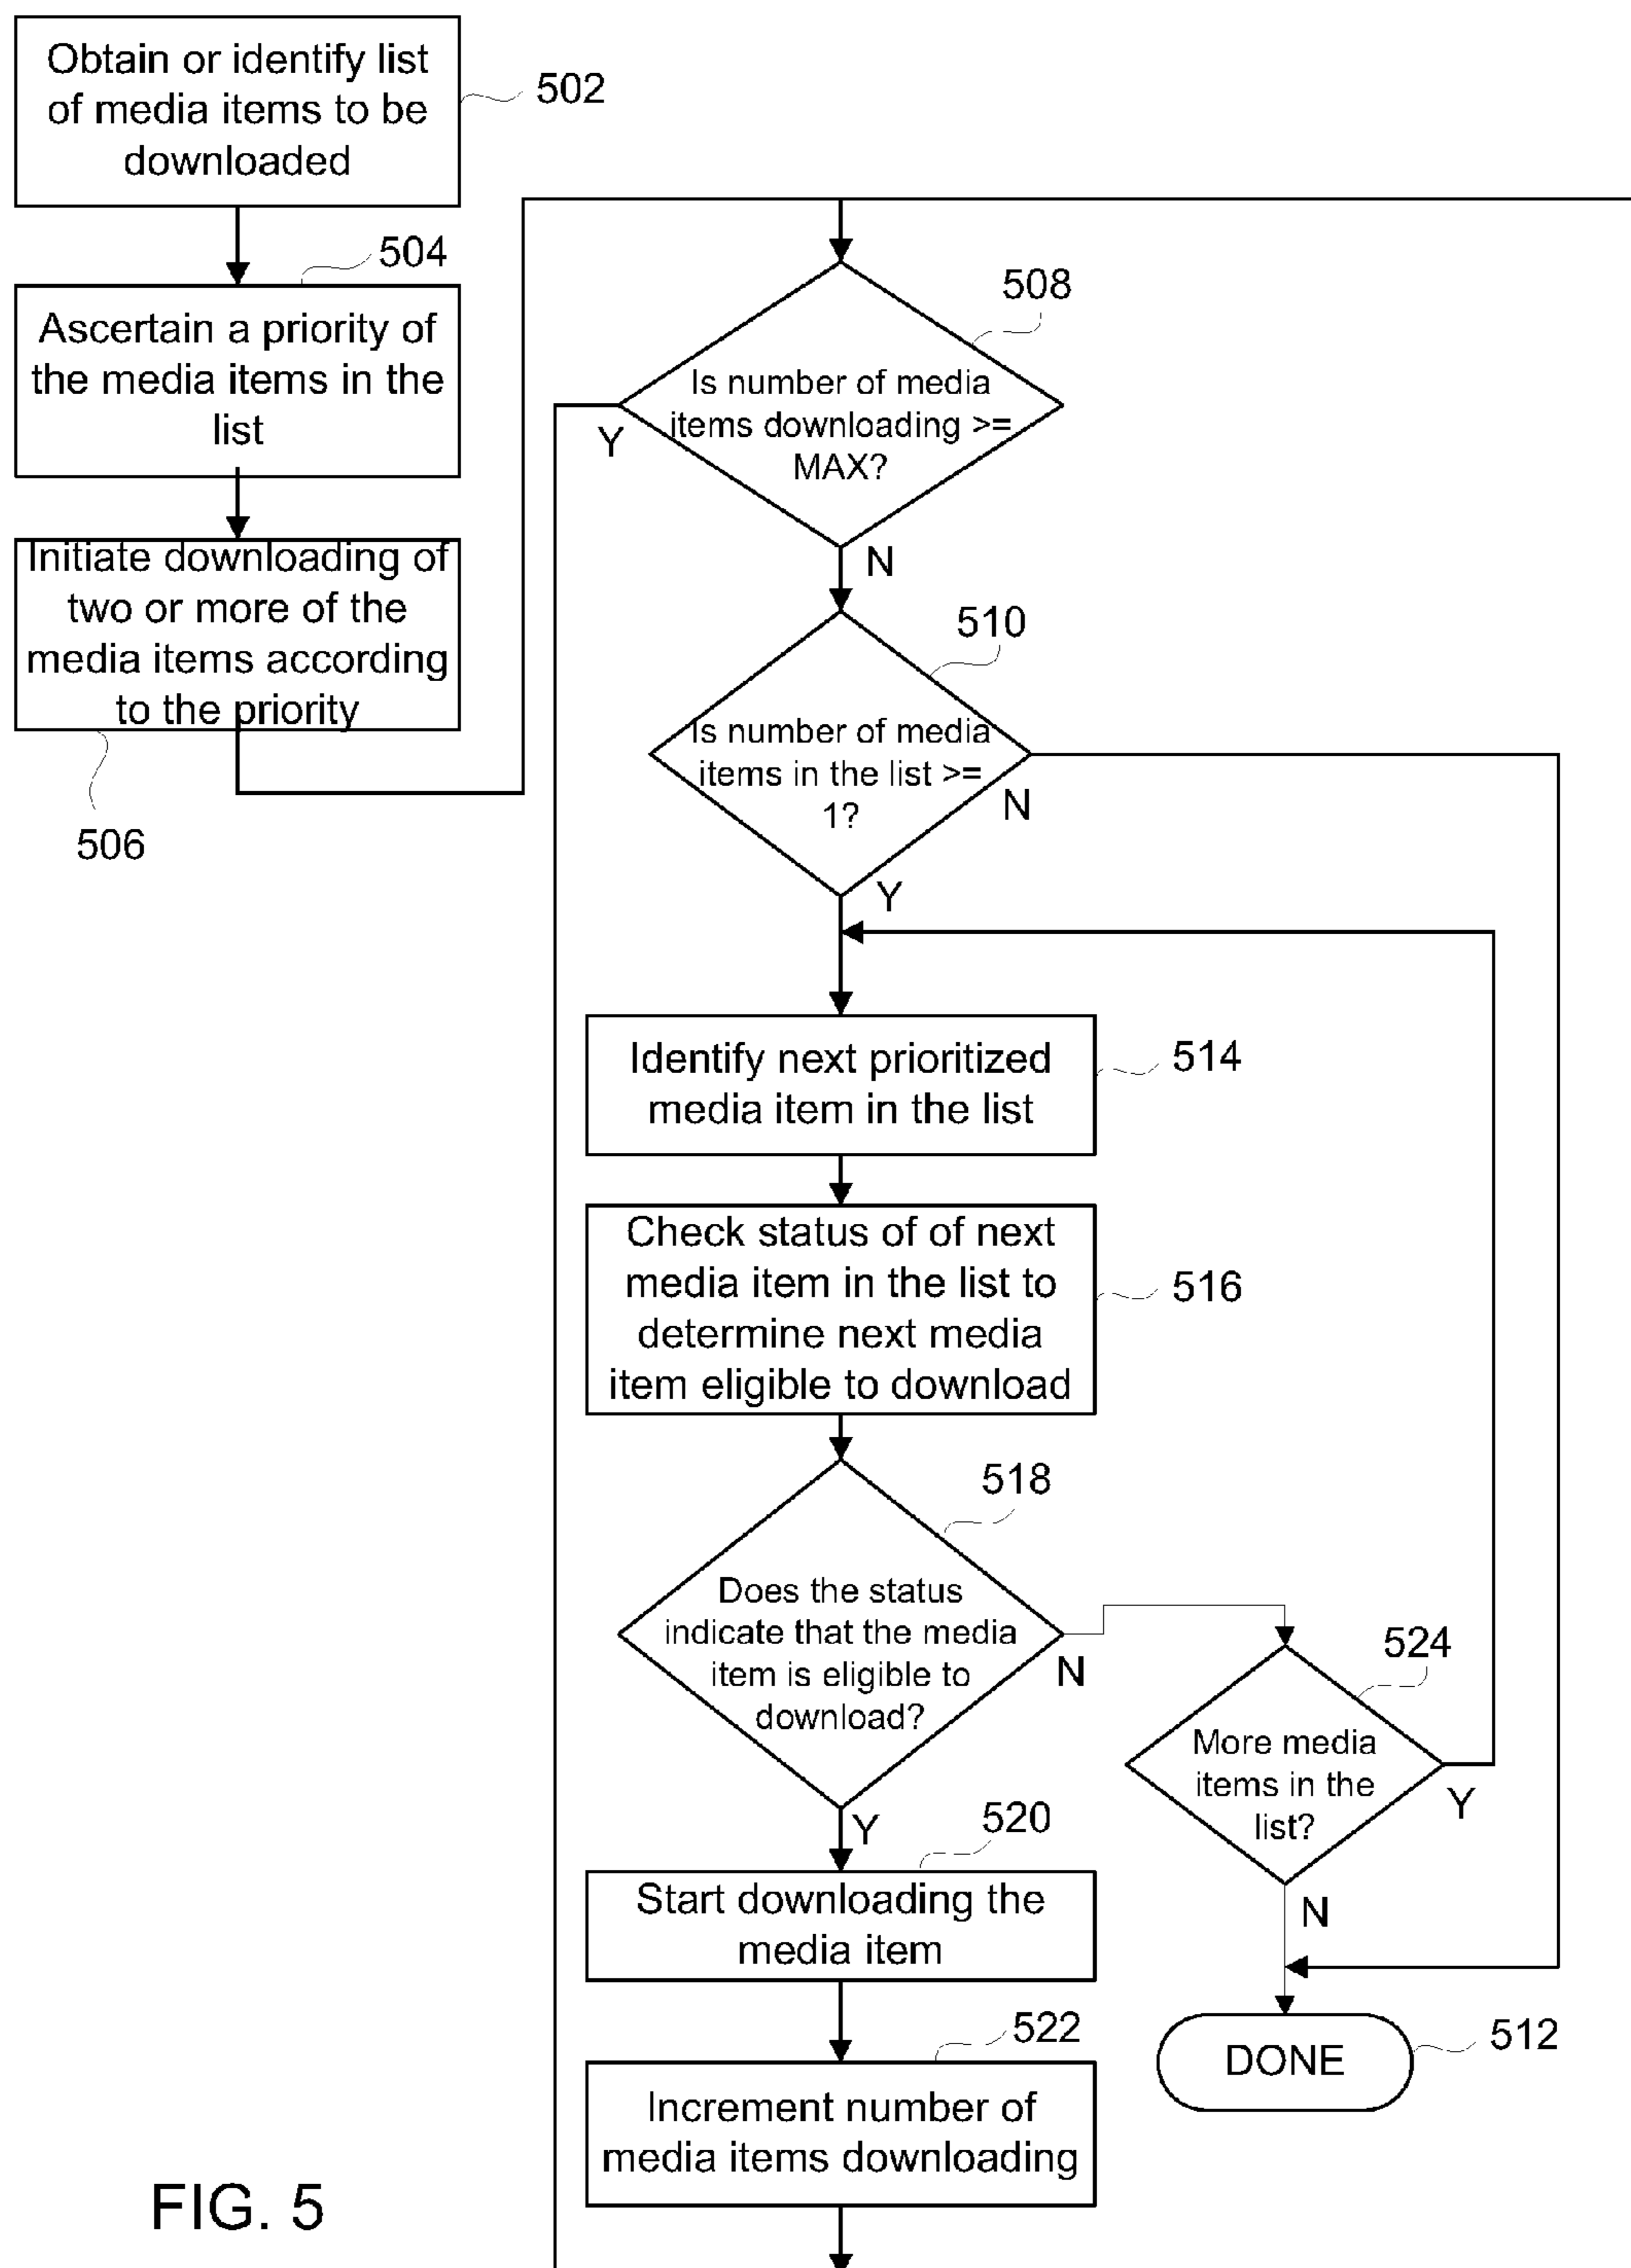 Obtain or identify list
of media items to be
downloaded
502
504
Ascertain a priority of
the media items in the
list
Initiate downloading of
two or more of the
media items according
to the priority
506
508
Is number of media
items downloading >=
MAX?
Y
N
510
Is number of media
items in the list >=
1?
N
Y
Identify next prioritized
media item in the list
514
Check status of of next
media item in the list to
determine next media
item eligible to download
516
518
Does the status
indicate that the media
item is eligible to
download?
N
Y
524
More media
items in the
list?
Y
N
520
Start downloading the
media item
522
Increment number of
media items downloading
DONE
512
FIG. 5